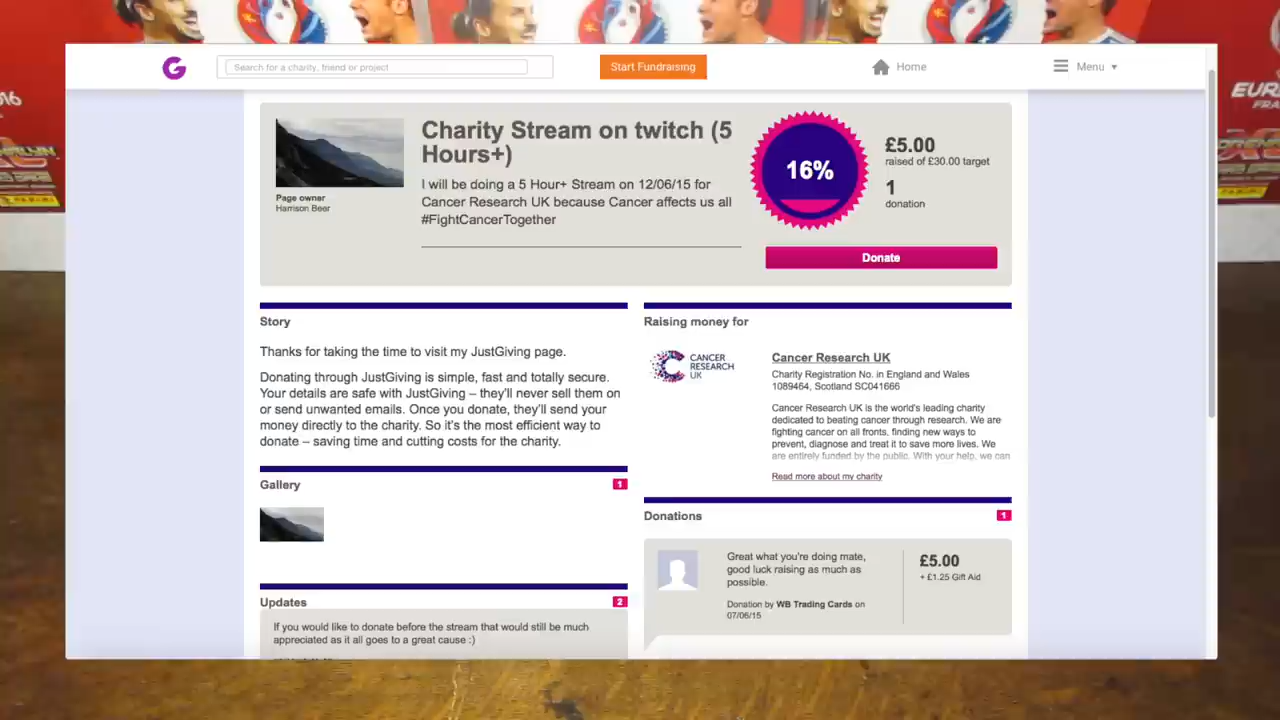 Search for a charity, friend or project
Start Fundraising
Home
Menu
Charity Stream on twitch (5
Hours+)
I will be doing a 5 Hour+ Stream on 12/06/15 for
Cancer Research UK because Cancer affects us all
#FightCancerTogether
Page owner
Harrison Beer
16%
£5.00
raised of £30.00 target
1
donation
Donate
Story
Thanks for taking the time to visit my JustGiving page.
Donating through JustGiving is simple, fast and totally secure.
Your details are safe with JustGiving – they'll never sell them on
or send unwanted emails. Once you donate, they'll send your
money directly to the charity. So it's the most efficient way to
donate – saving time and cutting costs for the charity.
Gallery
1
Updates
2
If you would like to donate before the stream that would still be much
appreciated as it all goes to a great cause :)
Raising money for
CANCER
RESEARCH
UK
Cancer Research UK
Charity Registration No. in England and Wales
1089464, Scotland SC041666
Cancer Research UK is the world's leading charity
dedicated to beating cancer through research. We are
fighting cancer on all fronts, finding new ways to
prevent, diagnose and treat it to save more lives. We
are entirely funded by the public. With your help, we can
Read more about my charity
Donations
1
Great what you're doing mate,
good luck raising as much as
possible.
Donation by WB Trading Cards on
07/06/15
£5.00
+ £1.25 Gift Aid